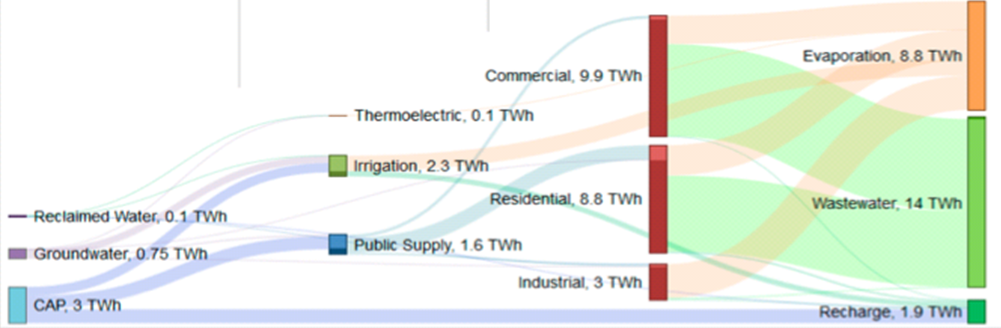 Commercial, 9.9 TWh
Evaporation, 8.8 TWh
Thermoelectric, 0.1 TWh
Irrigation, 2.3 TWh
Residential, 8.8 TWh
Wastewater, 14 TWh
Reclaimed Water, 0.1 TWh
Public Supply, 1.6 TWh
Groundwater, 0.75 TWh
Industrial, 3 TWh
CAP, 3 TWh
Recharge, 1.9 TWh